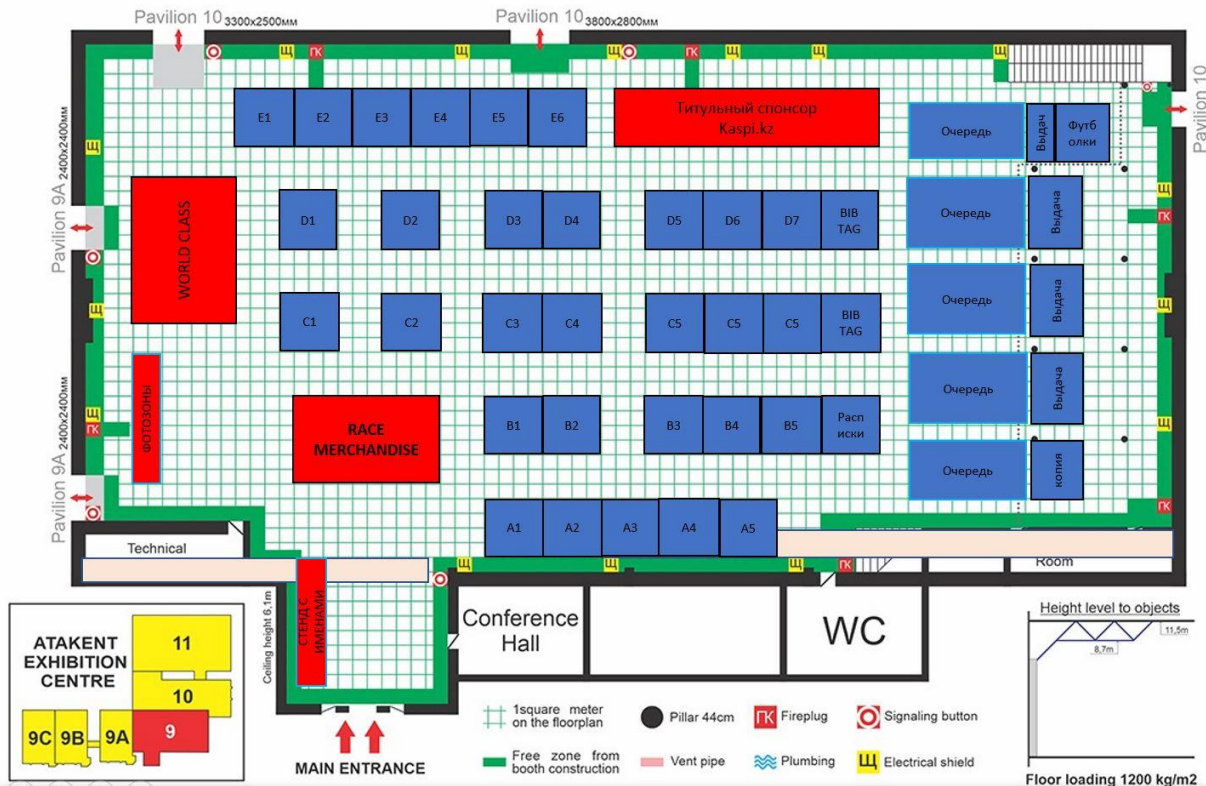 Pavilion 10
3300x2500мм
Pavilion 10
3800x2800мм
Щ
ГК
Щ
Щ
ГК
Щ
Щ
Щ
Pavilion 10
E1
E2
E3
E4
E5
E6
Титульный спонсор
Kaspi.kz
Очередь
Выдач
Футб
олки
2400x2400мм
Щ
Pavilion 9A
WORLD CLASS
D1
D2
D3
D4
D5
D6
D7
BIB
TAG
Очередь
Выдача
Щ
ГК
C1
C2
C3
C4
C5
C5
C5
BIB
TAG
Очередь
Выдача
Щ
Щ
2400x2400мм
Щ
ГК
Pavilion 9A
ФОТОЗОНЫ
RACE
MERCHANDISE
B1
B2
B3
B4
B5
Расп
иски
Очередь
Выдача
Щ
Очередь
копия
ГК
A1
A2
A3
A4
A5
Technical
Room
Щ
Щ
Щ
ГК
Ceiling height 6,1m
СТЕНД С
ИМЕНАМИ
Conference
Hall
WC
MAIN ENTRANCE
ATAKENT
EXHIBITION
CENTRE
11
10
9
9C
9B
9A
1square meter
on the floorplan
Pillar 44cm
ГК
Fireplug
Signaling button
Free zone from
booth construction
Vent pipe
Plumbing
Щ
Electrical shield
Height level to objects
11,5m
8,7m
Floor loading 1200 kg/m2